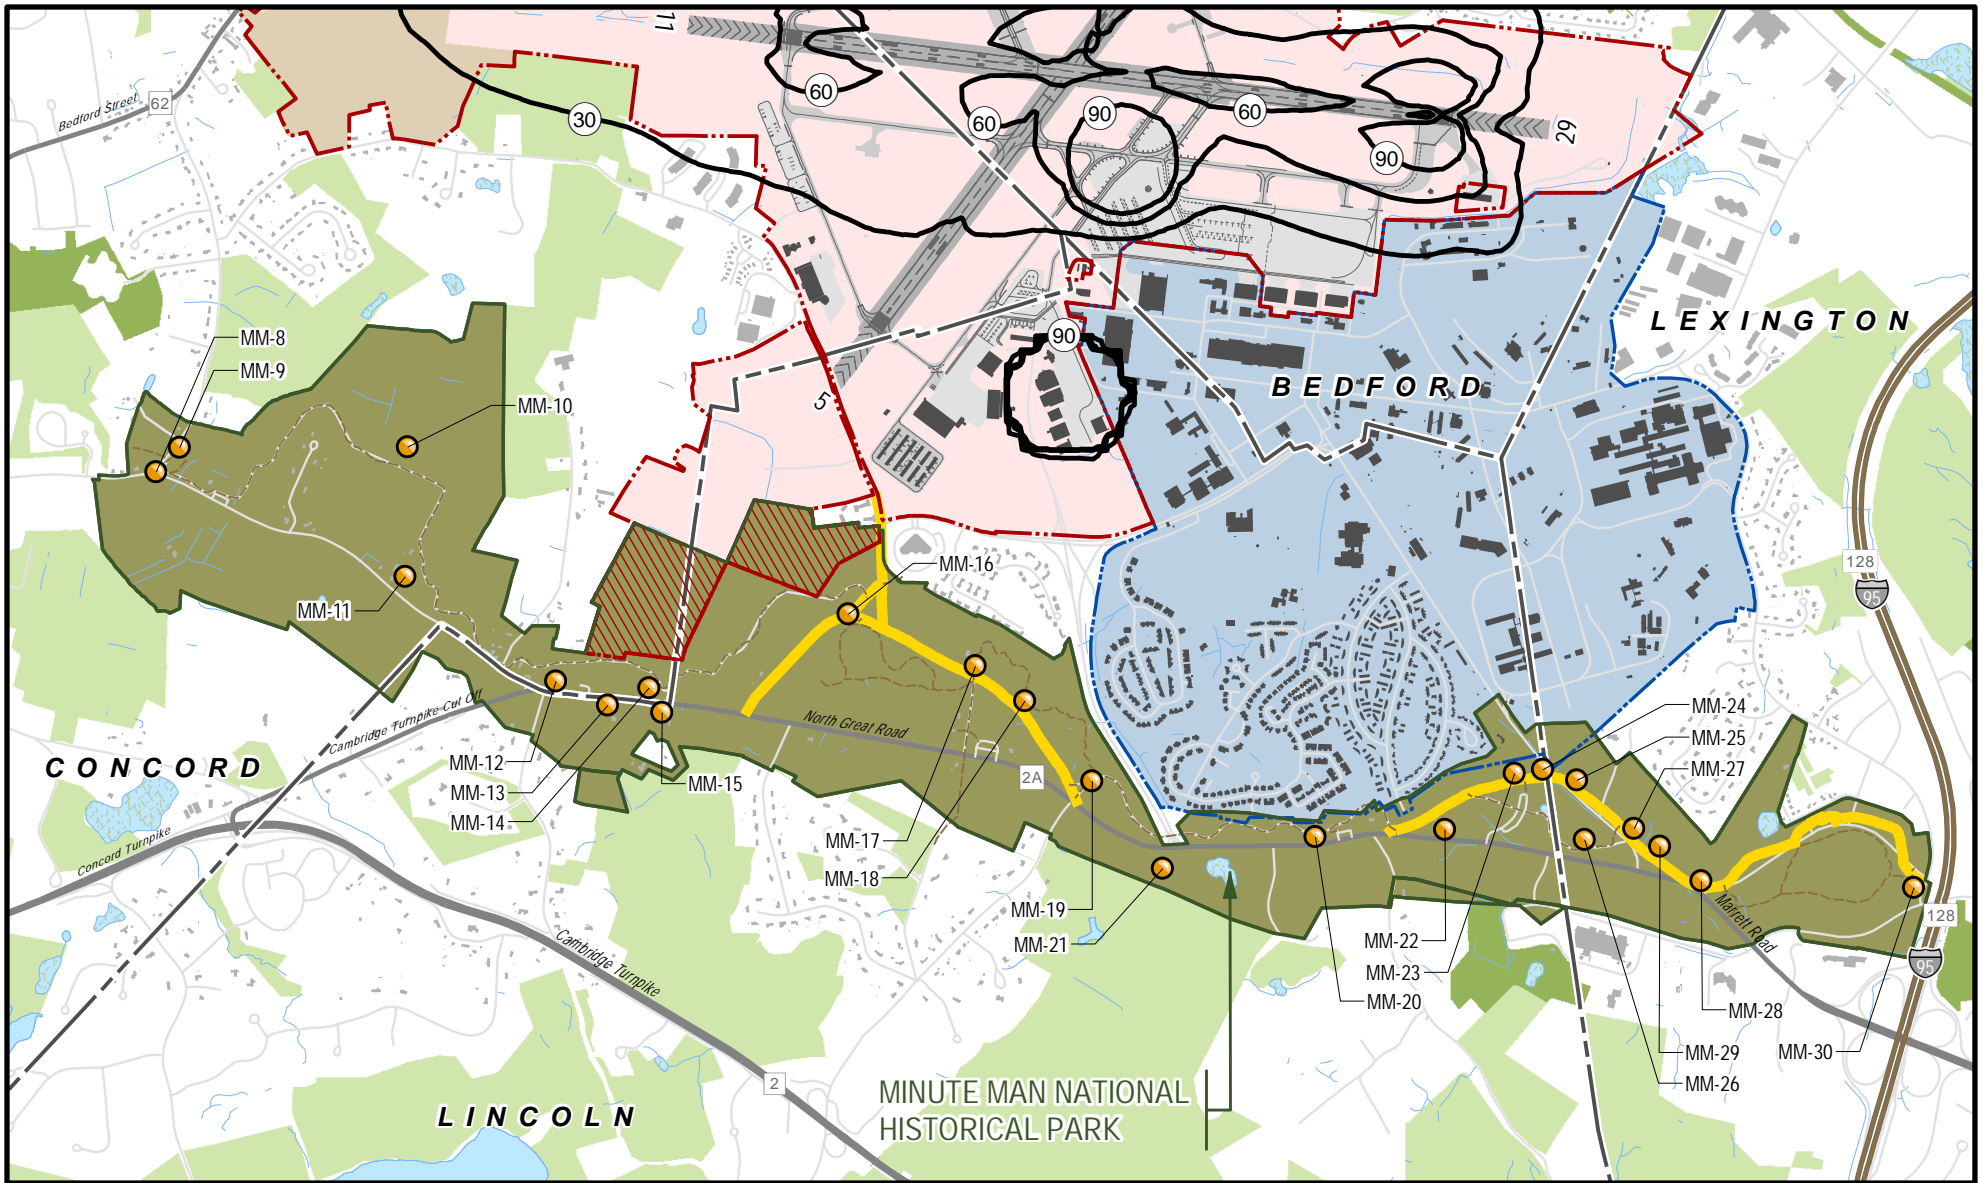 11
Bedford Street
62
30
60
60
90
60
90
29
MM-8
MM-9
MM-10
90
5
LEXINGTON
BEDFORD
MM-11
MM-16
128
95
Cambridge Turnpike Cut Off
North Great Road
2A
CONCORD
MM-12
MM-13
MM-14
MM-15
MM-24
MM-25
MM-27
Concord Turnpike
MM-17
MM-18
MM-19
MM-21
Cambridge Turnpike
MM-22
MM-23
MM-20
Marrett Road
128
95
MM-28
MM-29
MM-26
MM-30
2
MINUTE MAN NATIONAL
HISTORICAL PARK
LINCOLN